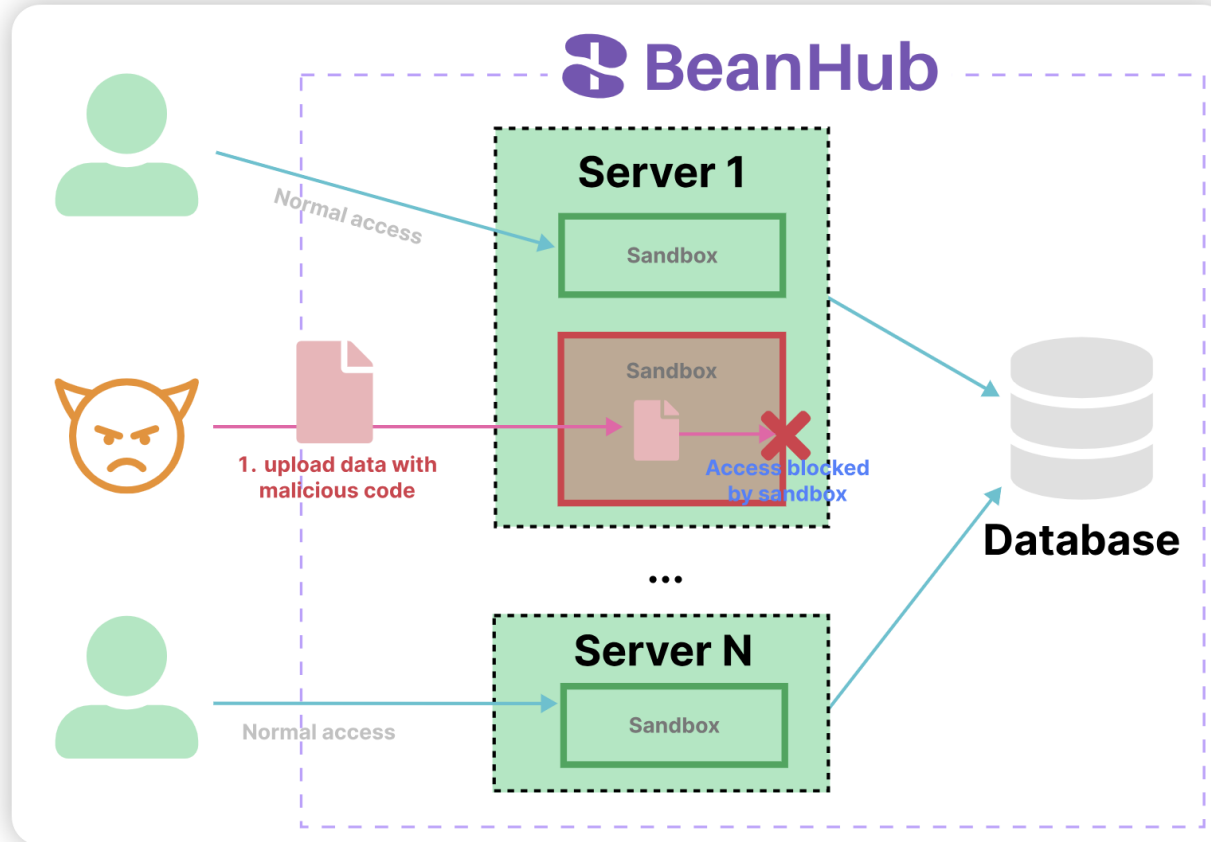 BeanHub
Server 1
Normal access
Sandbox
Sandbox
1. upload data with
malicious code
Access blocked
by sandbox
Database
...
Server N
Sandbox
Normal access